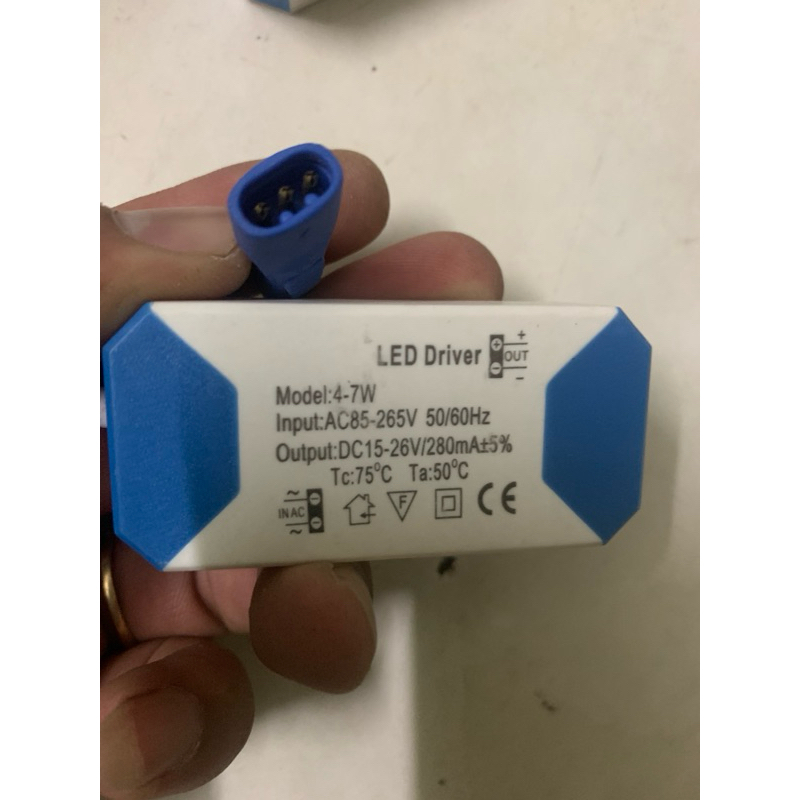 LED Driver
+
OUT
−
Model:4-7W
Input:AC85-265V 50/60Hz
Output:DC15-26V/280mA±5%
Tc:75°C Ta:50°C
~
IN AC
~
F
CE